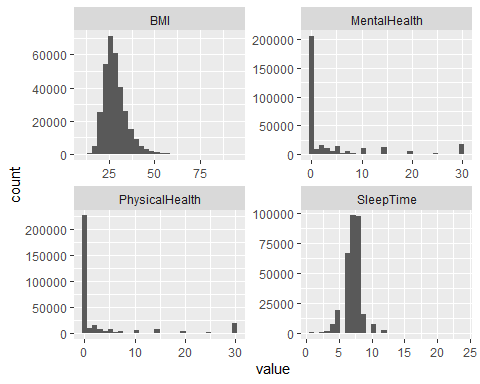 BMI
MentalHealth
60000
40000
20000
0
25 50 75
200000
150000
100000
50000
0
0 10 20 30
count
PhysicalHealth
SleepTime
200000
150000
100000
50000
0
0 10 20 30
100000
75000
50000
25000
0
0 5 10 15 20 25
value